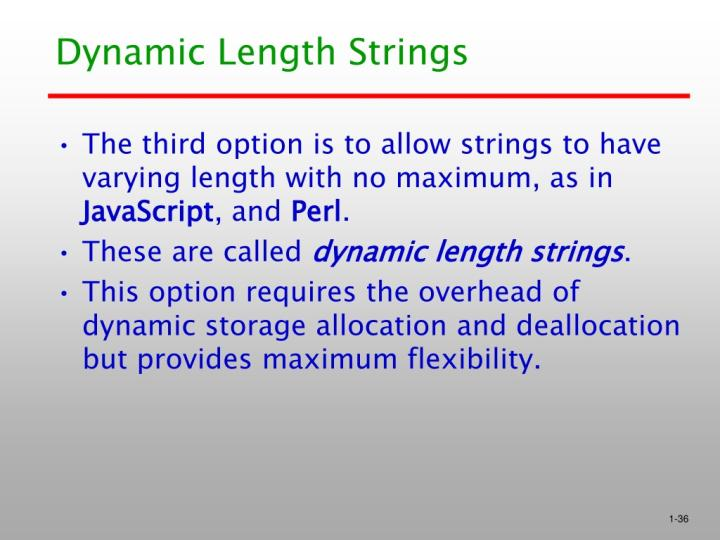 Dynamic Length Strings
• The third option is to allow strings to have
varying length with no maximum, as in
JavaScript, and Perl.
• These are called dynamic length strings.
• This option requires the overhead of
dynamic storage allocation and deallocation
but provides maximum flexibility.
1-36